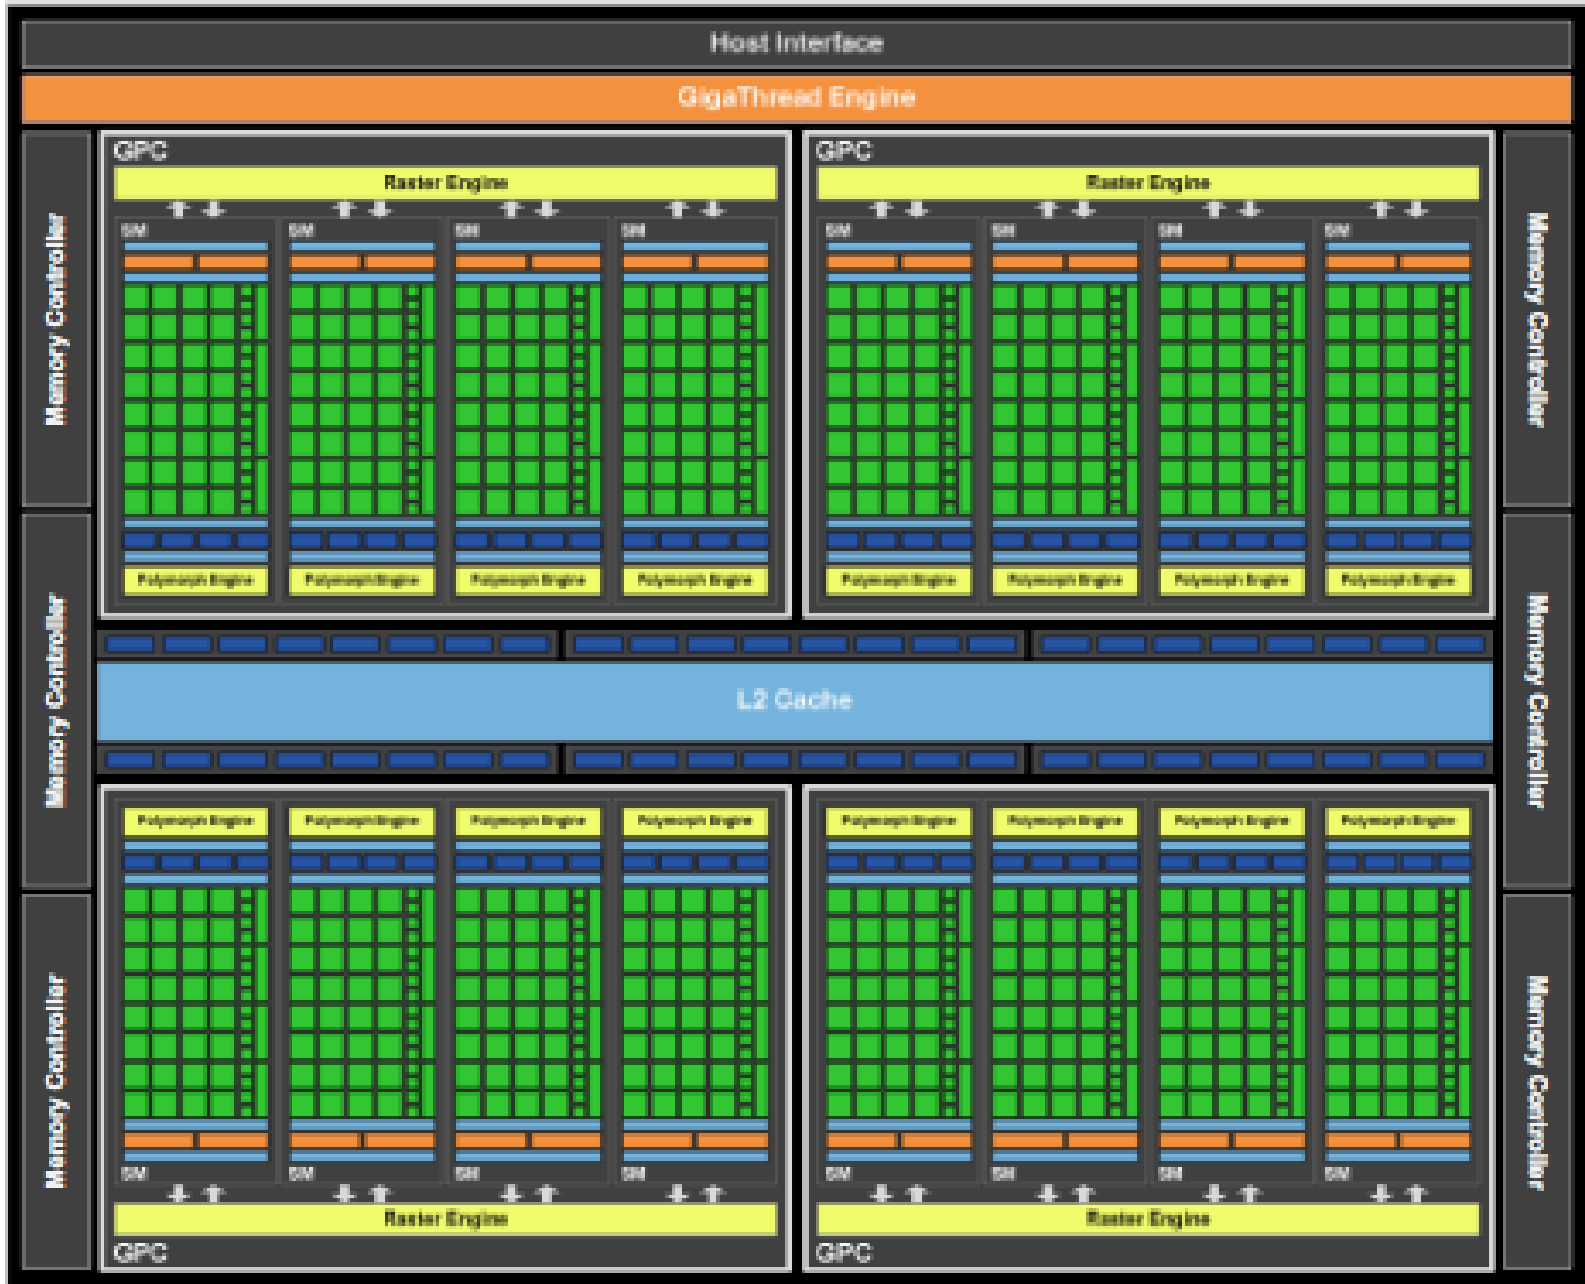 Host Interface
GigaThread Engine
GPC GPC
Raster Engine Raster Engine
SM SM SM SM SM SM SM SM
Memory Controller Memory Controller
Polymorph Engine Polymorph Engine Polymorph Engine Polymorph Engine Polymorph Engine Polymorph Engine Polymorph Engine Polymorph Engine
Memory Controller Memory Controller
L2 Cache
Polymorph Engine Polymorph Engine Polymorph Engine Polymorph Engine Polymorph Engine Polymorph Engine Polymorph Engine Polymorph Engine
Memory Controller Memory Controller
SM SM SM SM SM SM SM SM
Raster Engine Raster Engine
GPC GPC